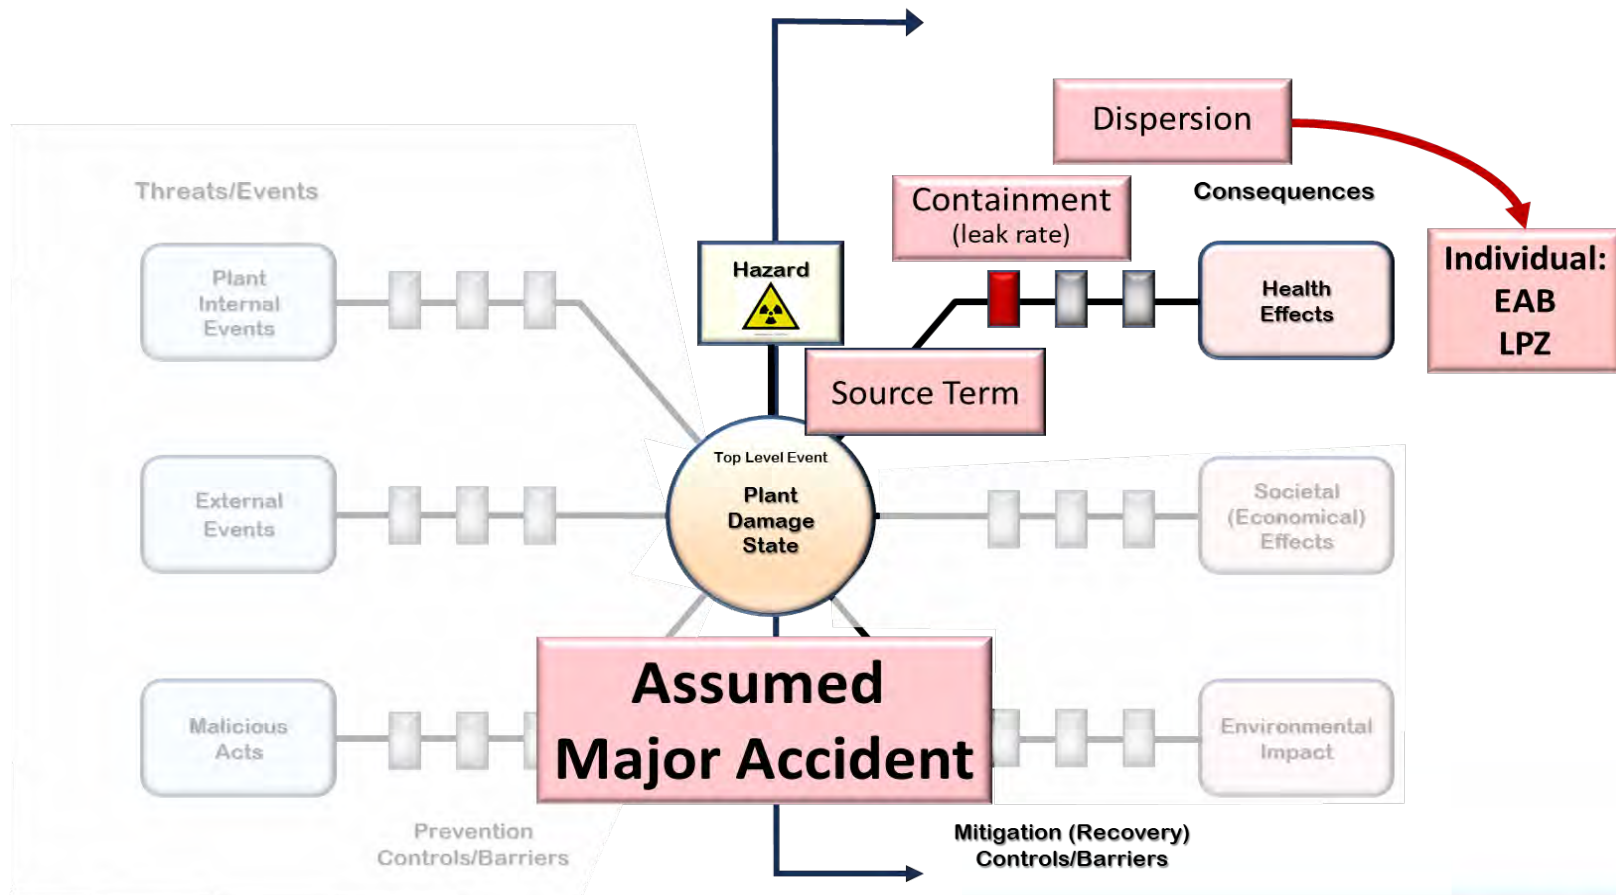 Dispersion
Threats/Events
Consequences
Containment
(leak rate)
Individual:
EAB
LPZ
Plant
Internal
Events
Hazard
Health
Effects
Source Term
Top Level Event
Plant
Damage
State
External
Events
Societal
(Economical)
Effects
Assumed
Major Accident
Malicious
Acts
Environmental
Impact
Prevention
Controls/Barriers
Mitigation (Recovery)
Controls/Barriers